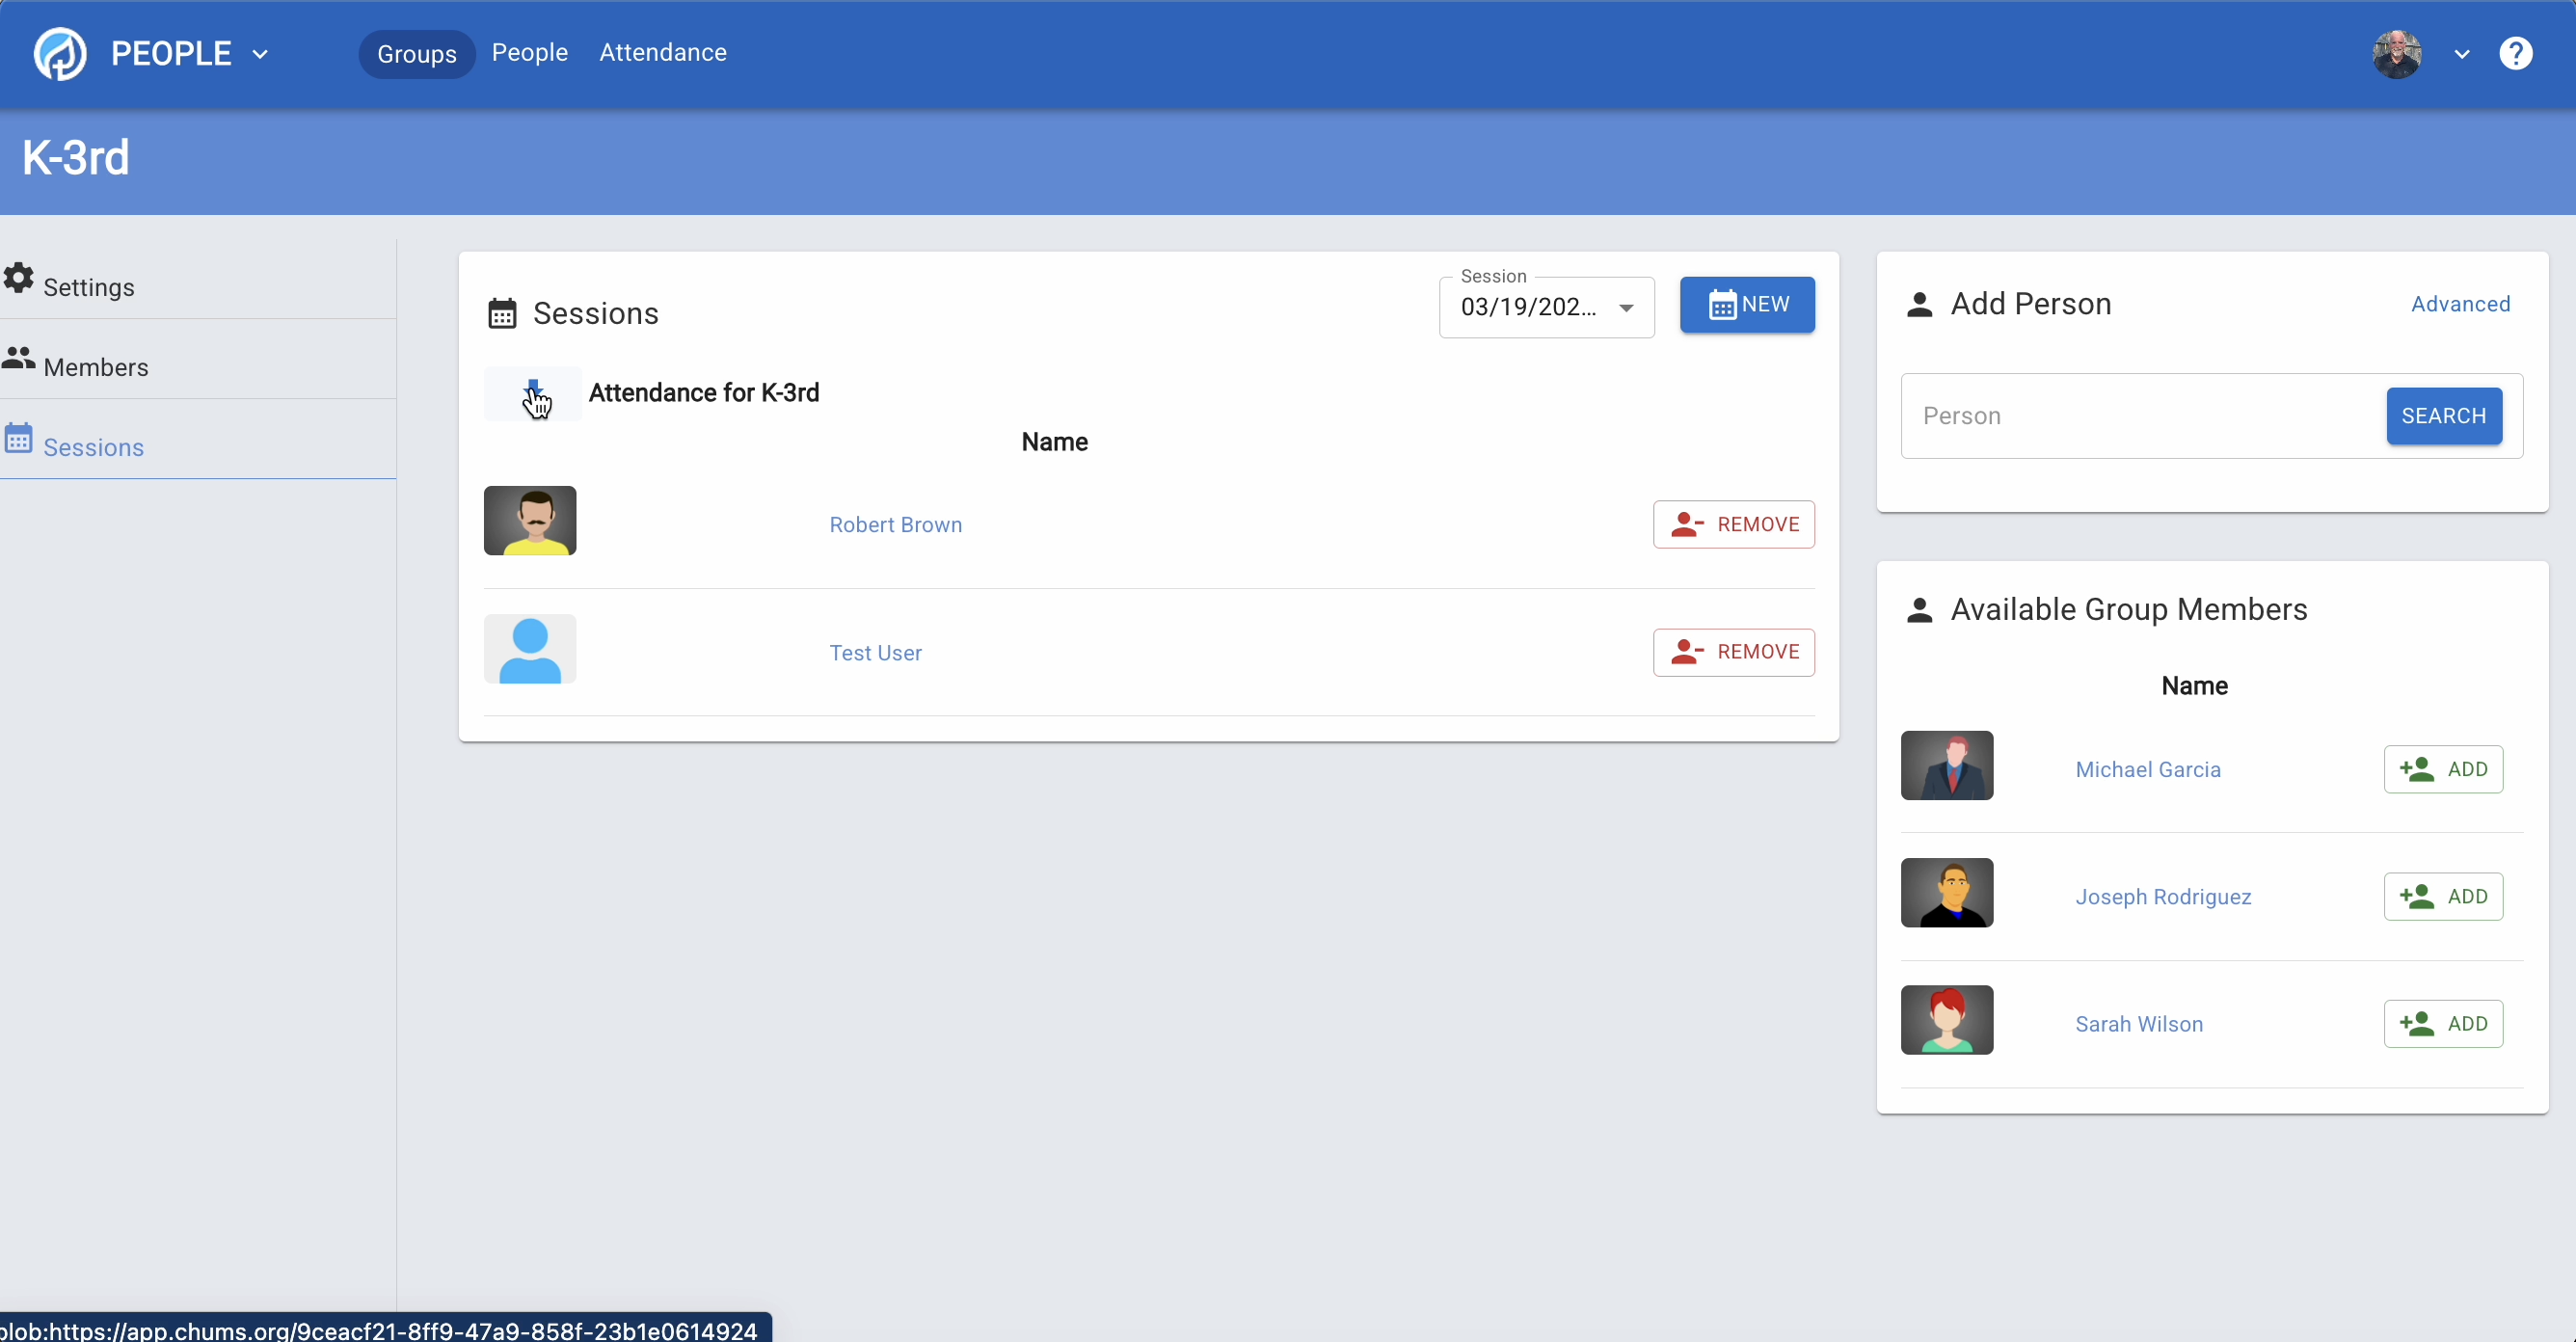 PEOPLE
Groups
People
Attendance
?
K-3rd
Settings
Members
Sessions
Sessions
Session
03/19/202...
NEW
Attendance for K-3rd
Name
Robert Brown
REMOVE
Test User
REMOVE
Add Person
Advanced
Person
SEARCH
Available Group Members
Name
Michael Garcia
ADD
Joseph Rodriguez
ADD
Sarah Wilson
ADD
blob:https://app.chums.org/9ceacf21-8ff9-47a9-858f-23b1e0614924